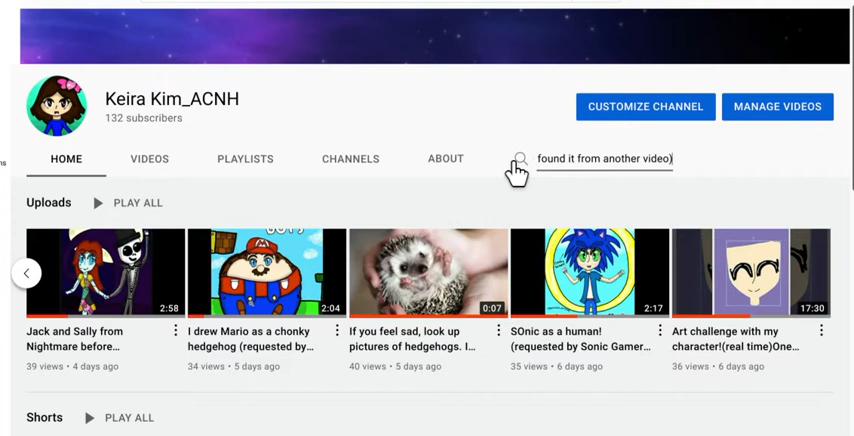 Keira Kim_ACNH
132 subscribers
CUSTOMIZE CHANNEL
MANAGE VIDEOS
HOME
VIDEOS
PLAYLISTS
CHANNELS
ABOUT
found it from another video)
Uploads
PLAY ALL
2:58
2:04
0:07
2:17
17:30
Jack and Sally from
Nightmare before...
39 views • 4 days ago
I drew Mario as a chonky
hedgehog (requested by...
34 views • 5 days ago
If you feel sad, look up
pictures of hedgehogs. I...
40 views • 5 days ago
SOnic as a human!
(requested by Sonic Gamer...
35 views • 6 days ago
Art challenge with my
character!(real time)One...
36 views • 6 days ago
Shorts
PLAY ALL